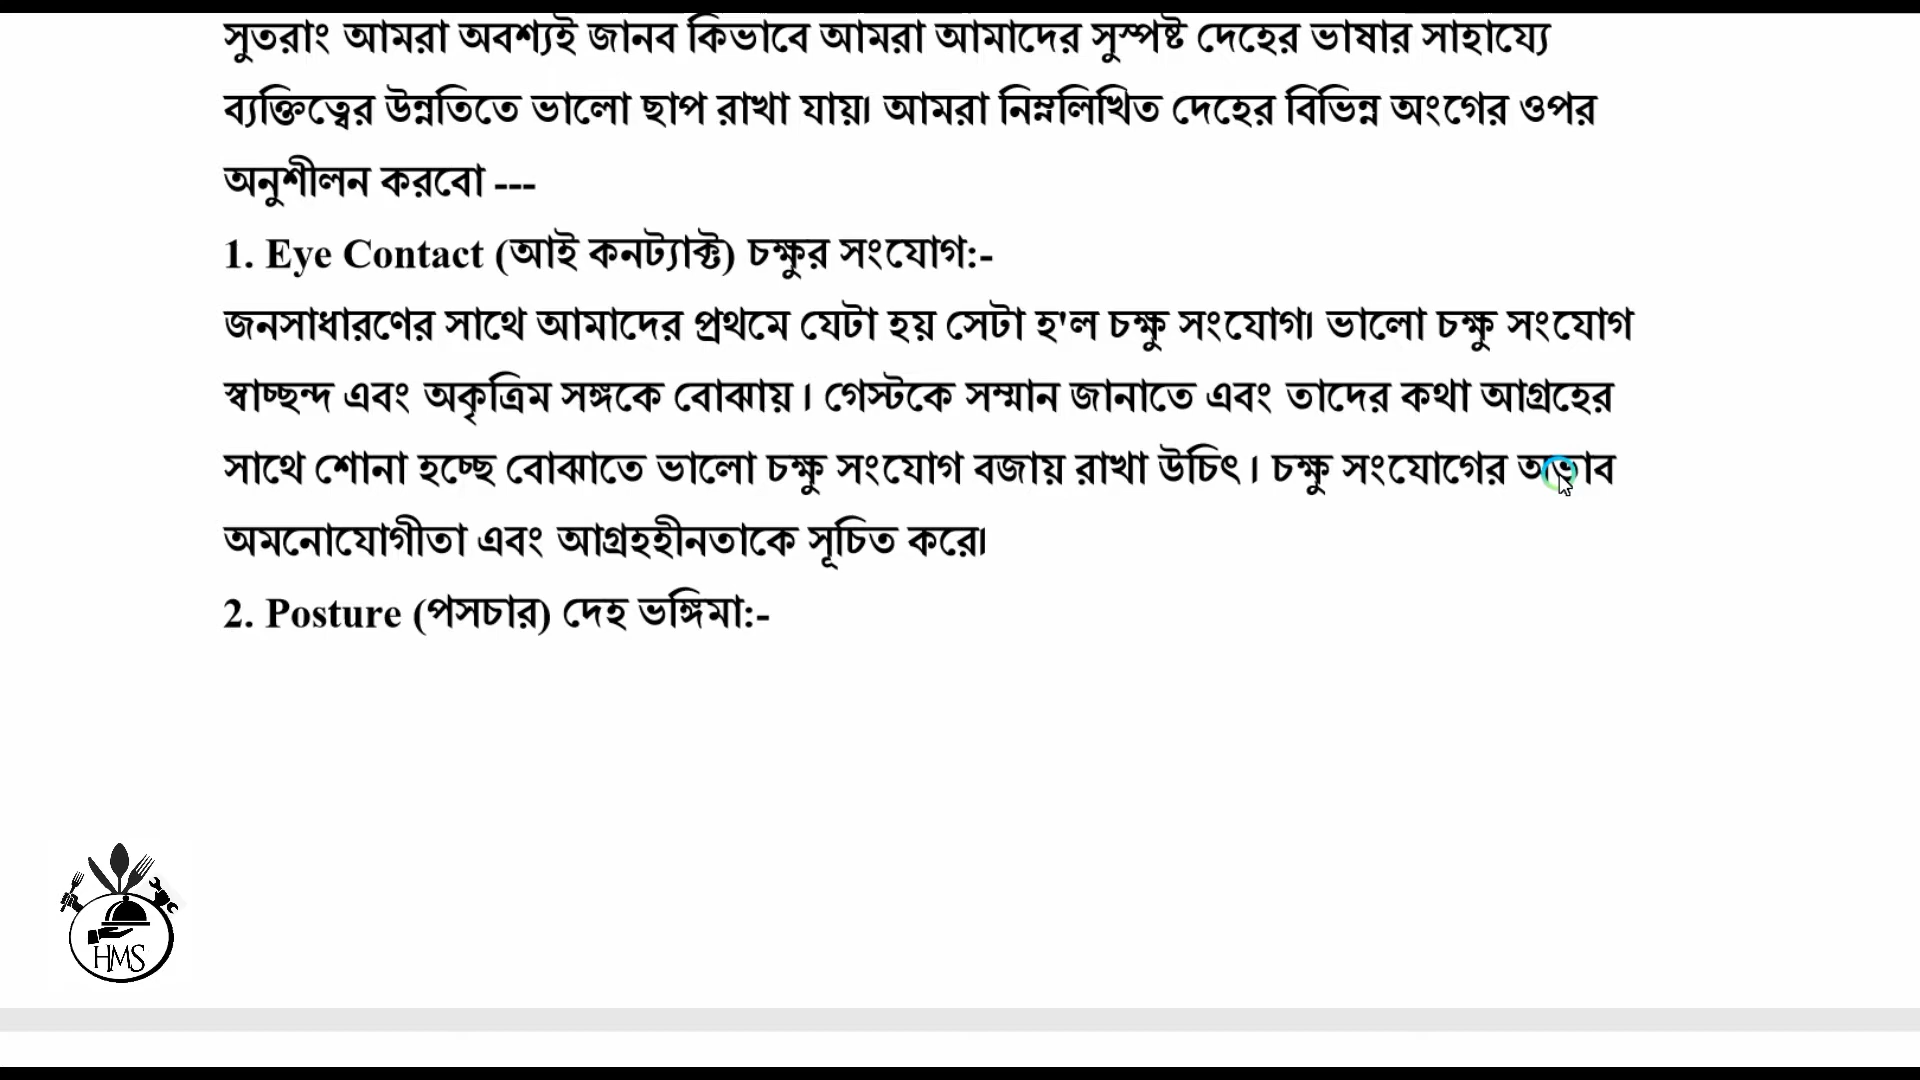 সুতরাং আমরা অবশ্যই জানব কিভাবে আমরা আমাদের সুস্পষ্ট দেহের ভাষার সাহায্যে
ব্যক্তিত্বের উন্নতিতে ভালো ছাপ রাখা যায়। আমরা নিম্নলিখিত দেহের বিভিন্ন অংগের ওপর
অনুশীলন করবো ---
1. Eye Contact (আই কনট্যাক্ট) চক্ষুর সংযোগ:-
জনসাধারণের সাথে আমাদের প্রথমে যেটা হয় সেটা হ'ল চক্ষু সংযোগ। ভালো চক্ষু সংযোগ
স্বাচ্ছন্দ এবং অকৃত্রিম সঙ্গকে বোঝায়। গেস্টকে সম্মান জানাতে এবং তাদের কথা আগ্রহের
সাথে শোনা হচ্ছে বোঝাতে ভালো চক্ষু সংযোগ বজায় রাখা উচিৎ। চক্ষু সংযোগের অভাব
অমনোযোগীতা এবং আগ্রহহীনতাকে সূচিত করে।
2. Posture (পসচার) দেহ ভঙ্গিমা:-
HMS